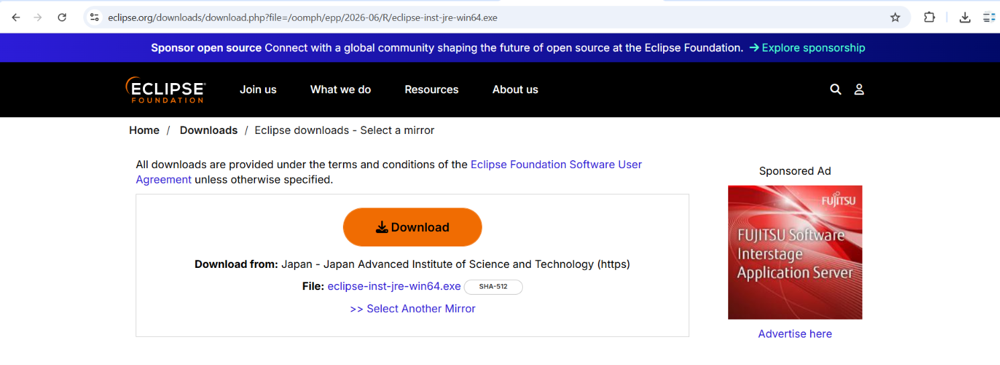 eclipse.org/downloads/download.php?file=/oomph/epp/2026-06/R/eclipse-inst-jre-win64.exe
Sponsor open source Connect with a global community shaping the future of open source at the Eclipse Foundation. → Explore sponsorship
ECLIPSE
FOUNDATION
Join us What we do Resources About us
Home / Downloads / Eclipse downloads - Select a mirror
All downloads are provided under the terms and conditions of the Eclipse Foundation Software User
Agreement unless otherwise specified.
Download
Download from: Japan - Japan Advanced Institute of Science and Technology (https)
File: eclipse-inst-jre-win64.exe SHA-512
>> Select Another Mirror
Sponsored Ad
FUJITSU
FUJITSU Software
Interstage
Application Server
Advertise here